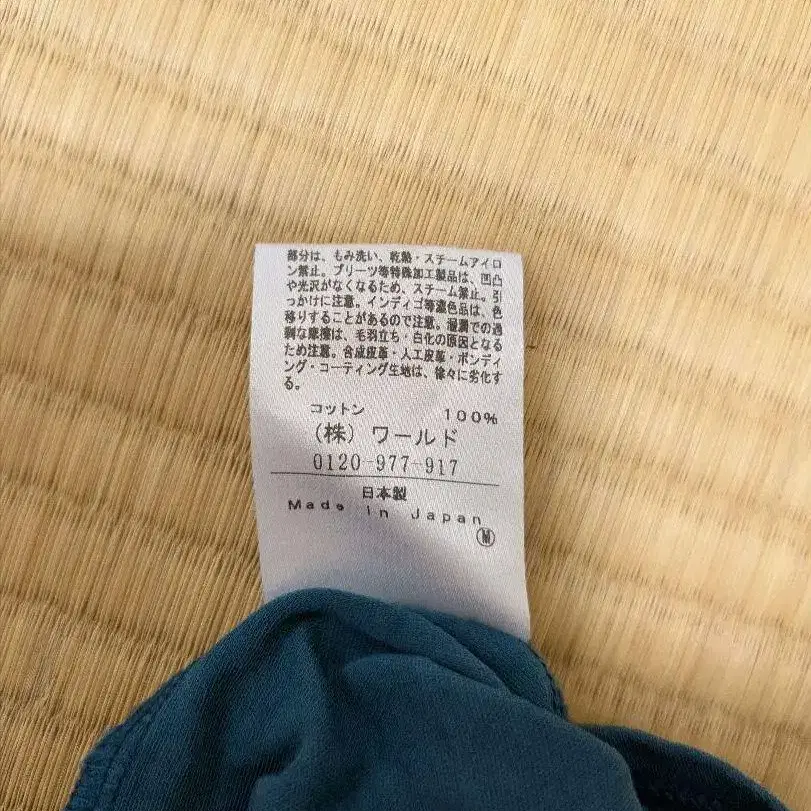 部分は、もみ洗い、乾熱・スチームアイロ
ン禁止。プリーツ等特殊加工製品は、凹凸
や光沢がなくなるため、スチーム禁止。引
っかけに注意。インディゴ等濃色品は、色
移りすることがあるので注意。湿潤での過
剰な摩擦は、毛羽立ち・白化の原因となる
ため注意。合成皮革・人工皮革・ボンディ
ング・コーティング生地は、徐々に劣化す
る。
コットン 100%
(株) ワールド
0120-977-917
日本製
Made in Japan
Ⓜ